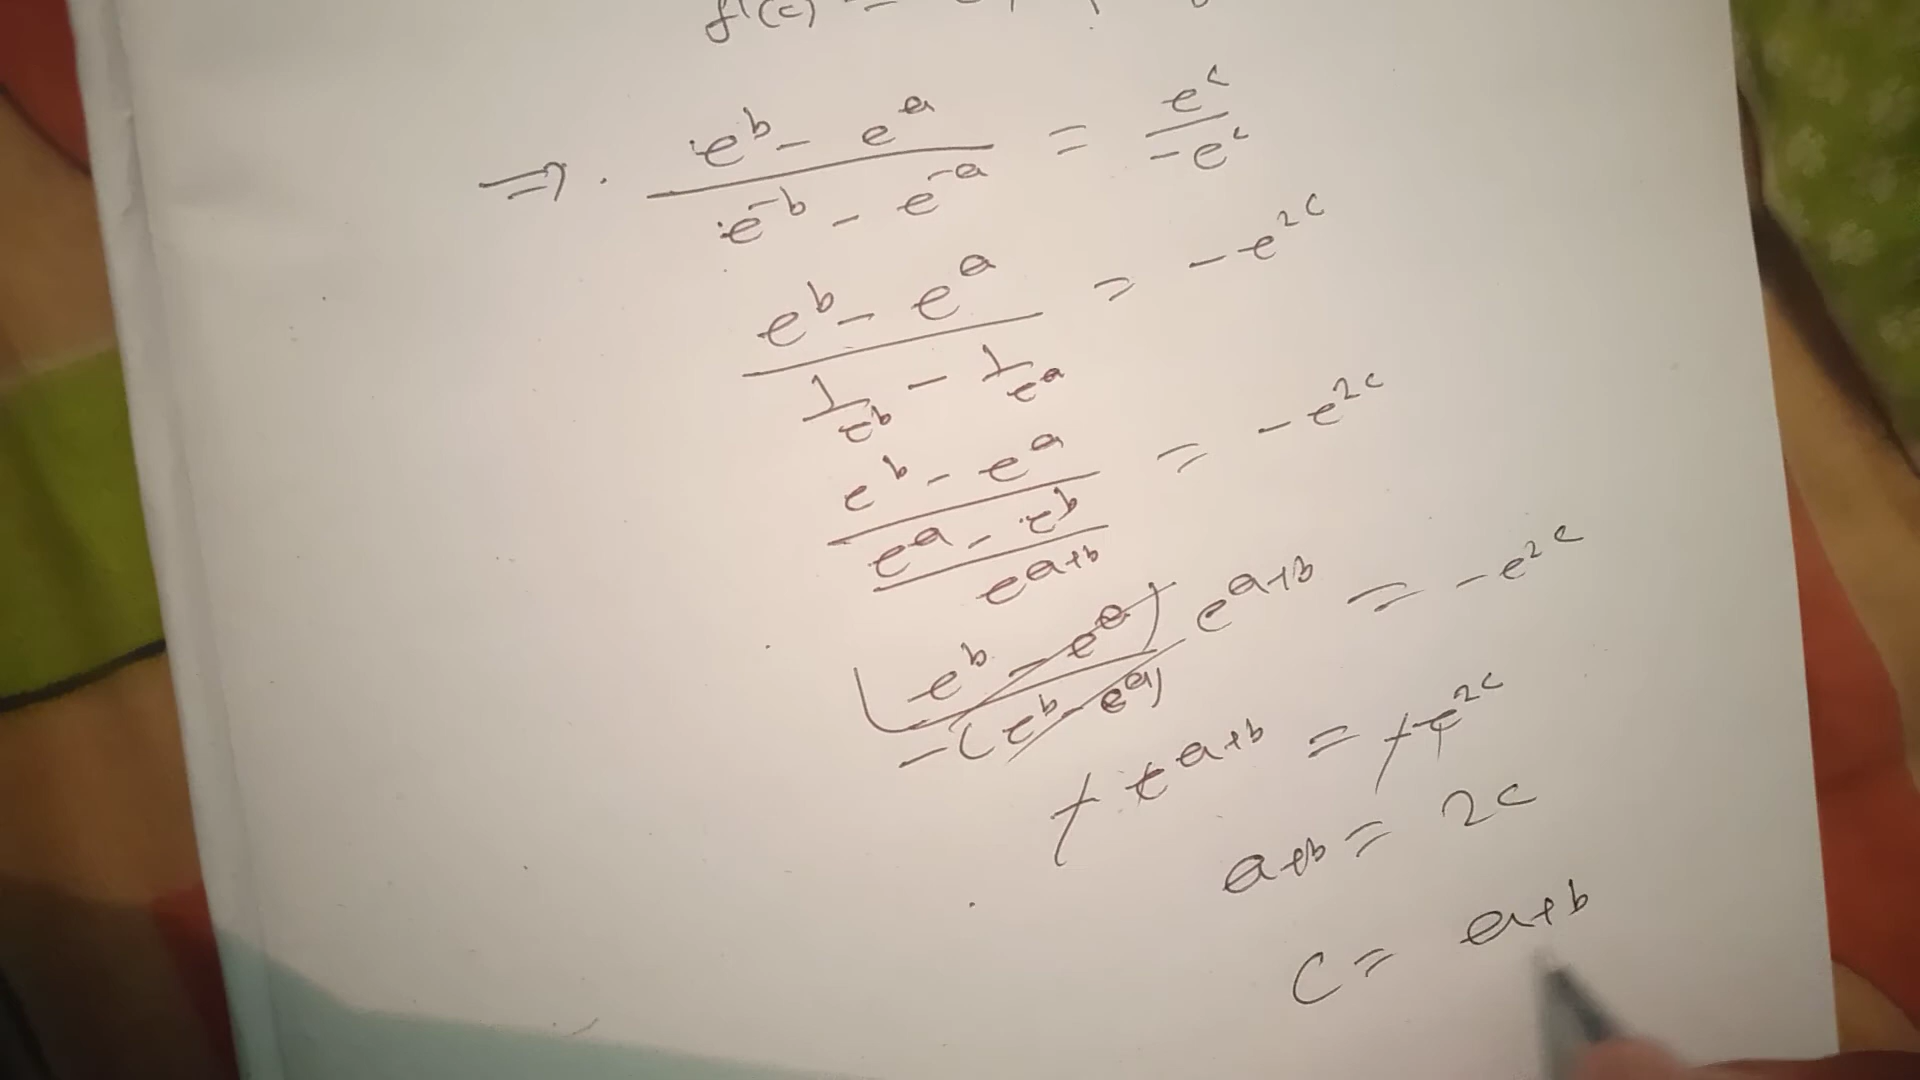 f'(c) =
⇒ (e^b - e^a)/(e^-b - e^-a) = e^c/-e^c
(e^b - e^a)/(1/e^b - 1/e^a) = -e^2c
(e^b - e^a)/((e^a - e^b)/e^a+b) = -e^2c
(e^b - e^a)/-(e^b - e^a) e^a+b = -e^2c
- e^a+b = -e^2c
a+b = 2c
c = a+b